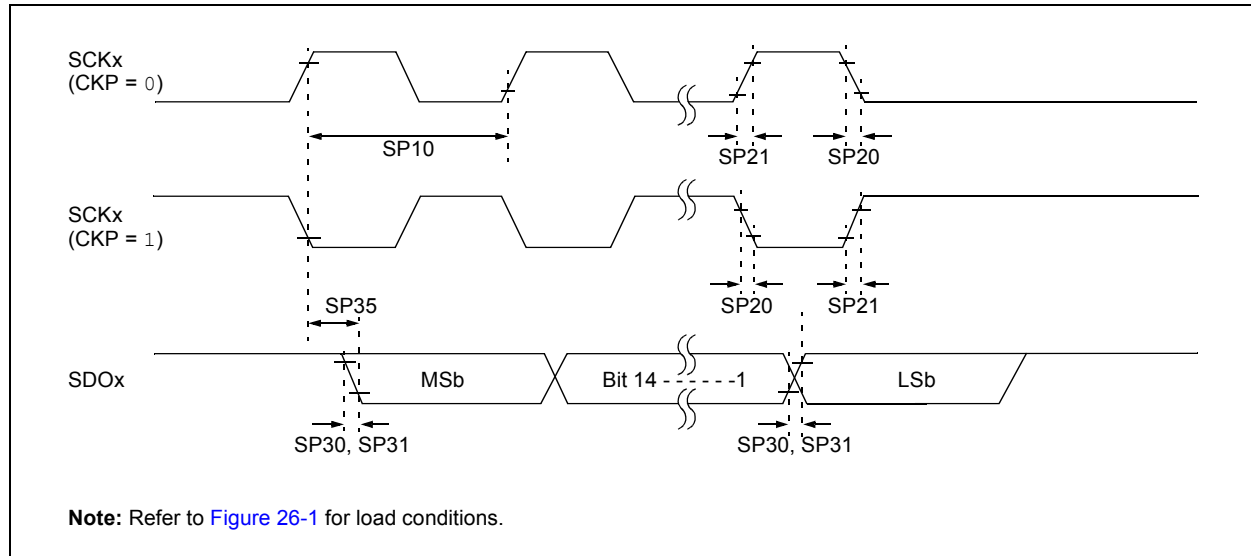 SCKx
(CKP = 0)
SP10
SP21
SP20
SCKx
(CKP = 1)
SP35
SP20
SP21
SDOx
MSb
Bit 14 - - - - - -1
LSb
SP30, SP31
SP30, SP31
Note: Refer to Figure 26-1 for load conditions.